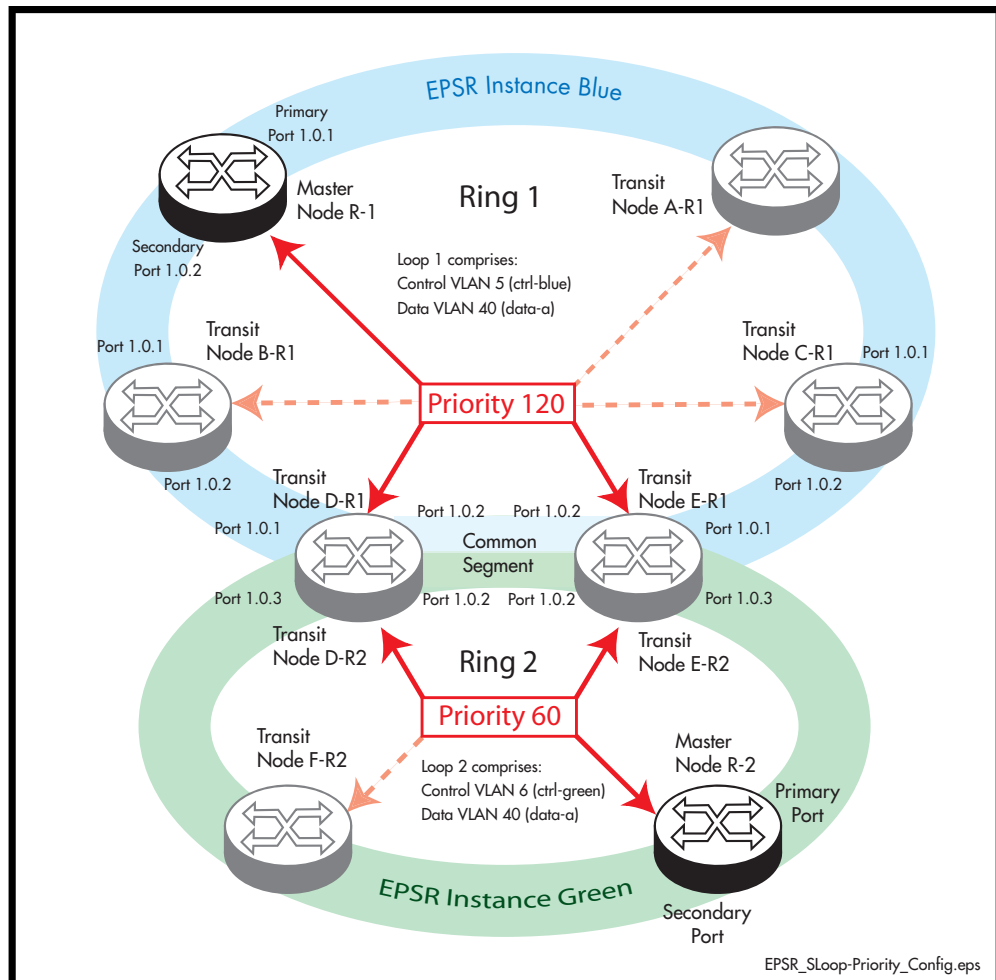 EPSR Instance Blue
Primary
Port 1.0.1
Master
Node R-1
Ring 1
Transit
Node A-R1
Secondary
Port 1.0.2
Loop 1 comprises:
Control VLAN 5 (ctrl-blue)
Data VLAN 40 (data-a)
Port 1.0.1
Transit
Node B-R1
Transit
Node C-R1
Port 1.0.1
Priority 120
Port 1.0.2
Transit
Node D-R1
Transit
Node E-R1
Port 1.0.2
Port 1.0.1
Port 1.0.2
Port 1.0.2
Port 1.0.1
Common
Segment
Port 1.0.3
Port 1.0.2
Port 1.0.2
Port 1.0.3
Transit
Node D-R2
Ring 2
Transit
Node E-R2
Priority 60
Transit
Node F-R2
Loop 2 comprises:
Control VLAN 6 (ctrl-green)
Data VLAN 40 (data-a)
Master
Node R-2
Primary
Port
EPSR Instance Green
Secondary
Port
EPSR_SLoop-Priority_Config.eps